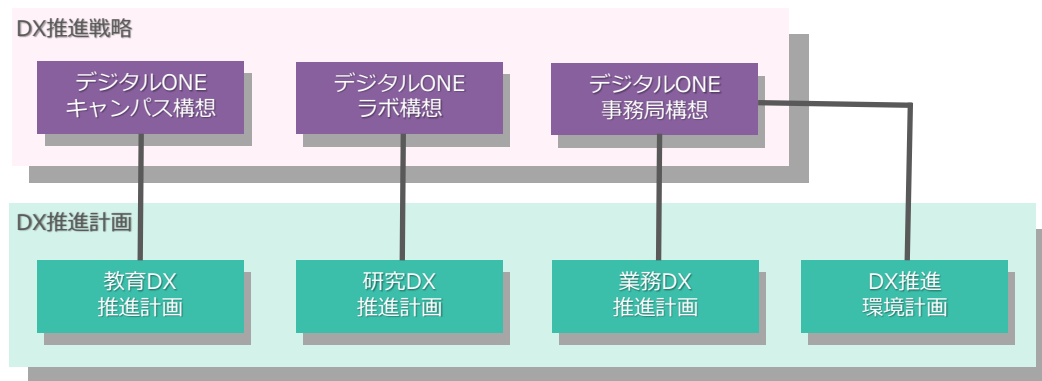 DX推進戦略
デジタルONE
キャンパス構想
デジタルONE
ラボ構想
デジタルONE
事務局構想
DX推進計画
教育DX
推進計画
研究DX
推進計画
業務DX
推進計画
DX推進
環境計画